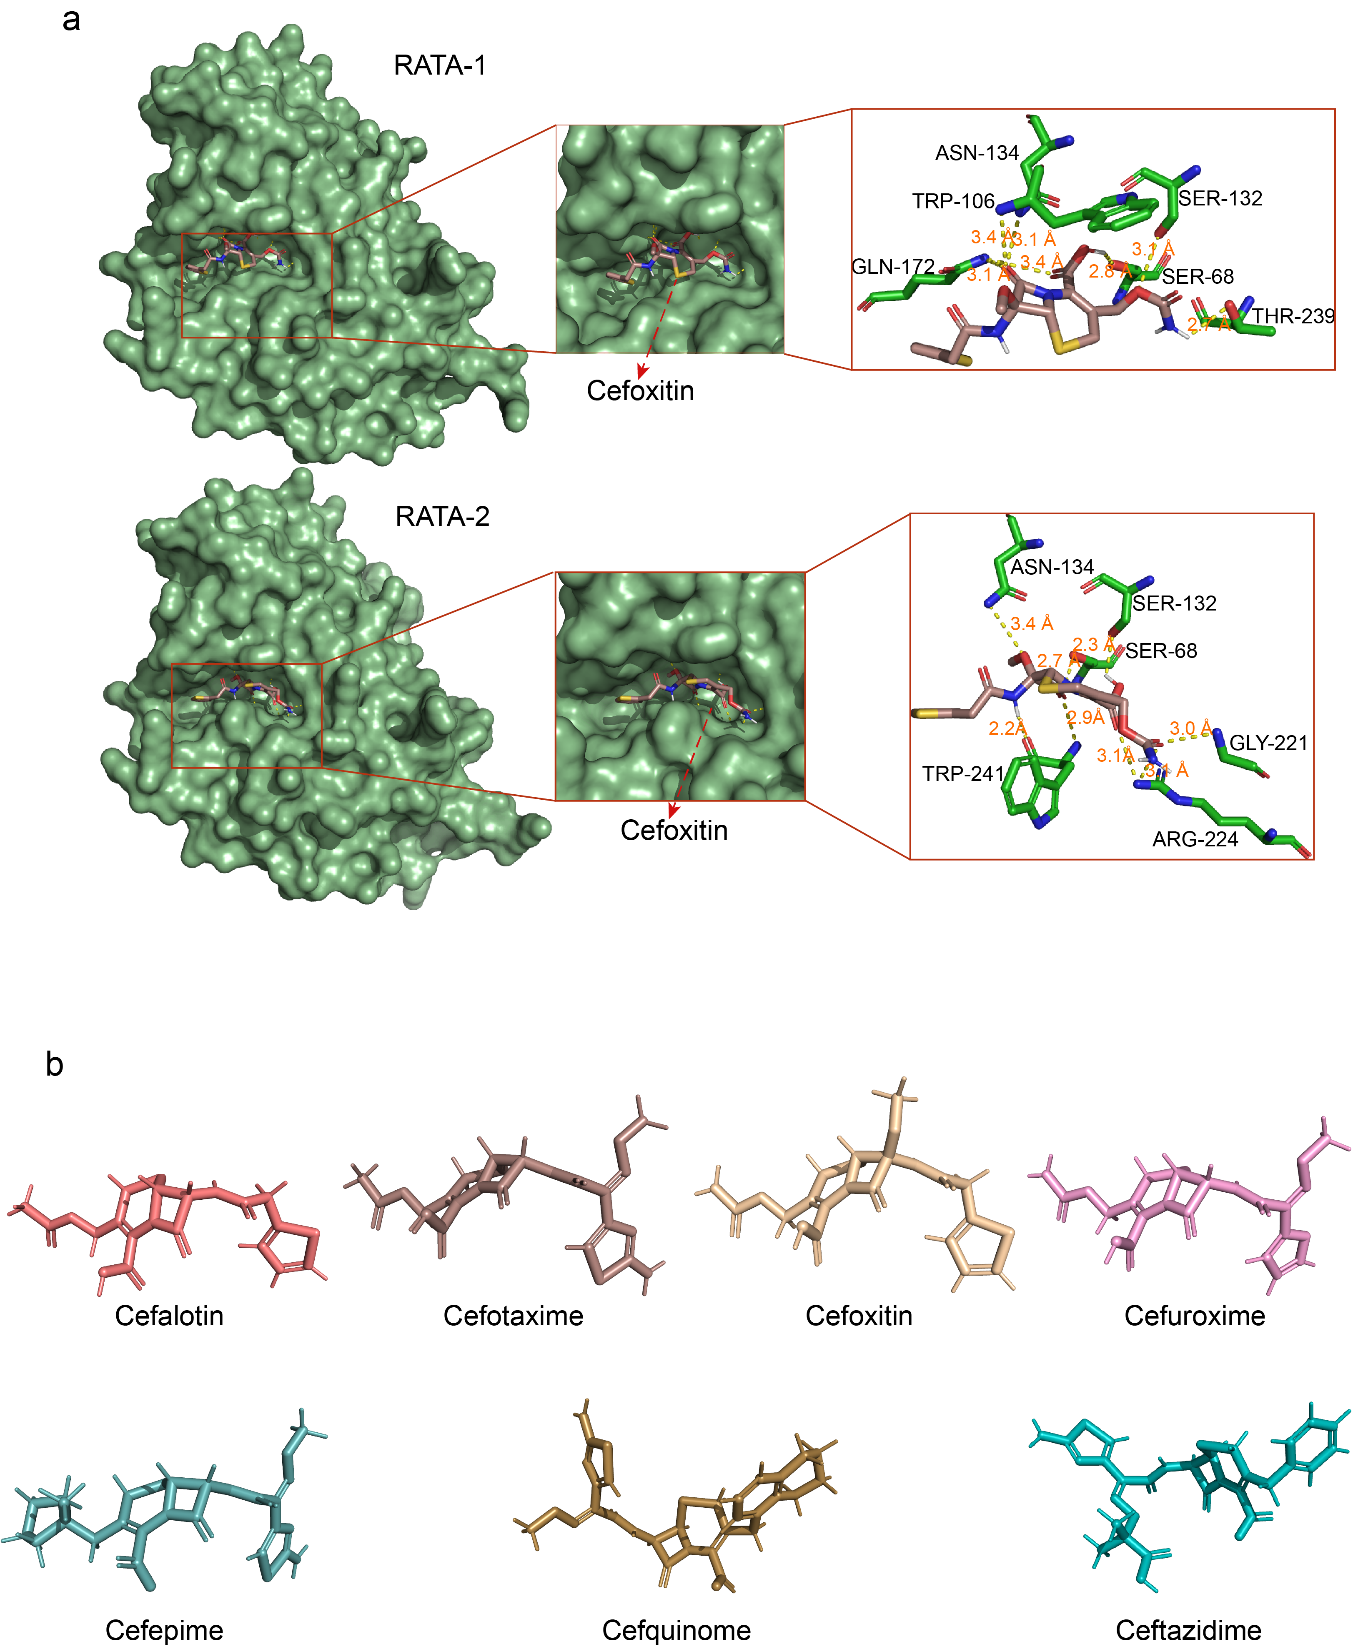 a
RATA-1
ASN-134
TRP-106
SER-132
3.4 Å
3.1 Å
3.1 Å
GLN-172
3.1 Å
3.4 Å
2.8 Å
SER-68
2.7 Å
THR-239
Cefoxitin
RATA-2
ASN-134
SER-132
3.4 Å
2.3 Å
SER-68
2.7 Å
2.2Å
2.9Å
3.0 Å
GLY-221
TRP-241
3.1Å
3.1 Å
ARG-224
Cefoxitin
b
Cefalotin
Cefotaxime
Cefoxitin
Cefuroxime
Cefepime
Cefquinome
Ceftazidime